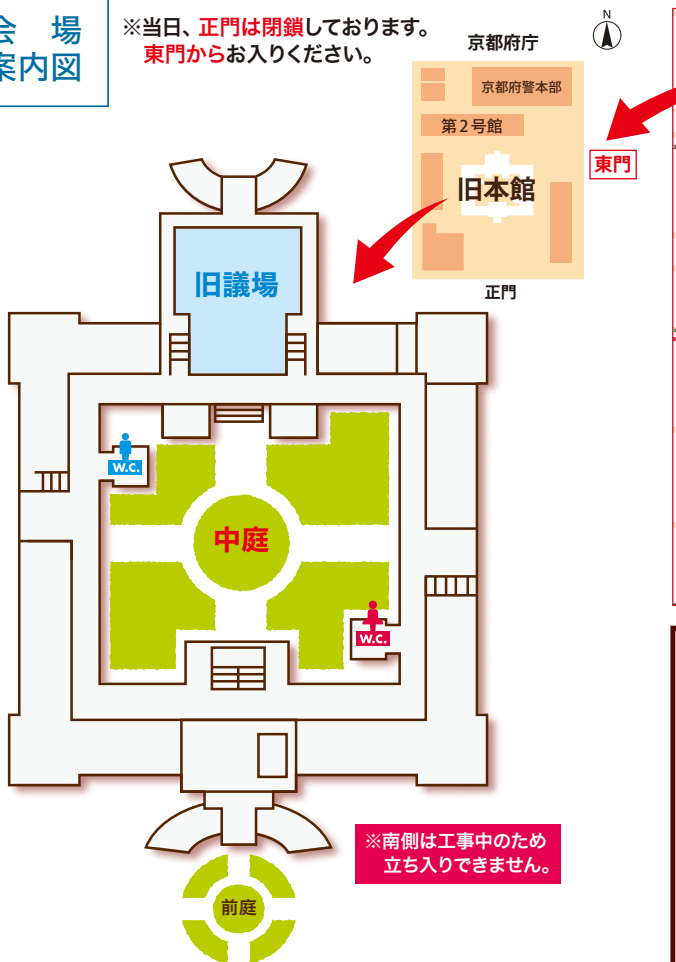 会場
案内図
※当日、正門は閉鎖しております。
東門からお入りください。
N
京都府庁
京都府警本部
第2号館
東門
旧本館
正門
旧議場
W.C.
中庭
W.C.
※南側は工事中のため
立ち入りできません。
前庭